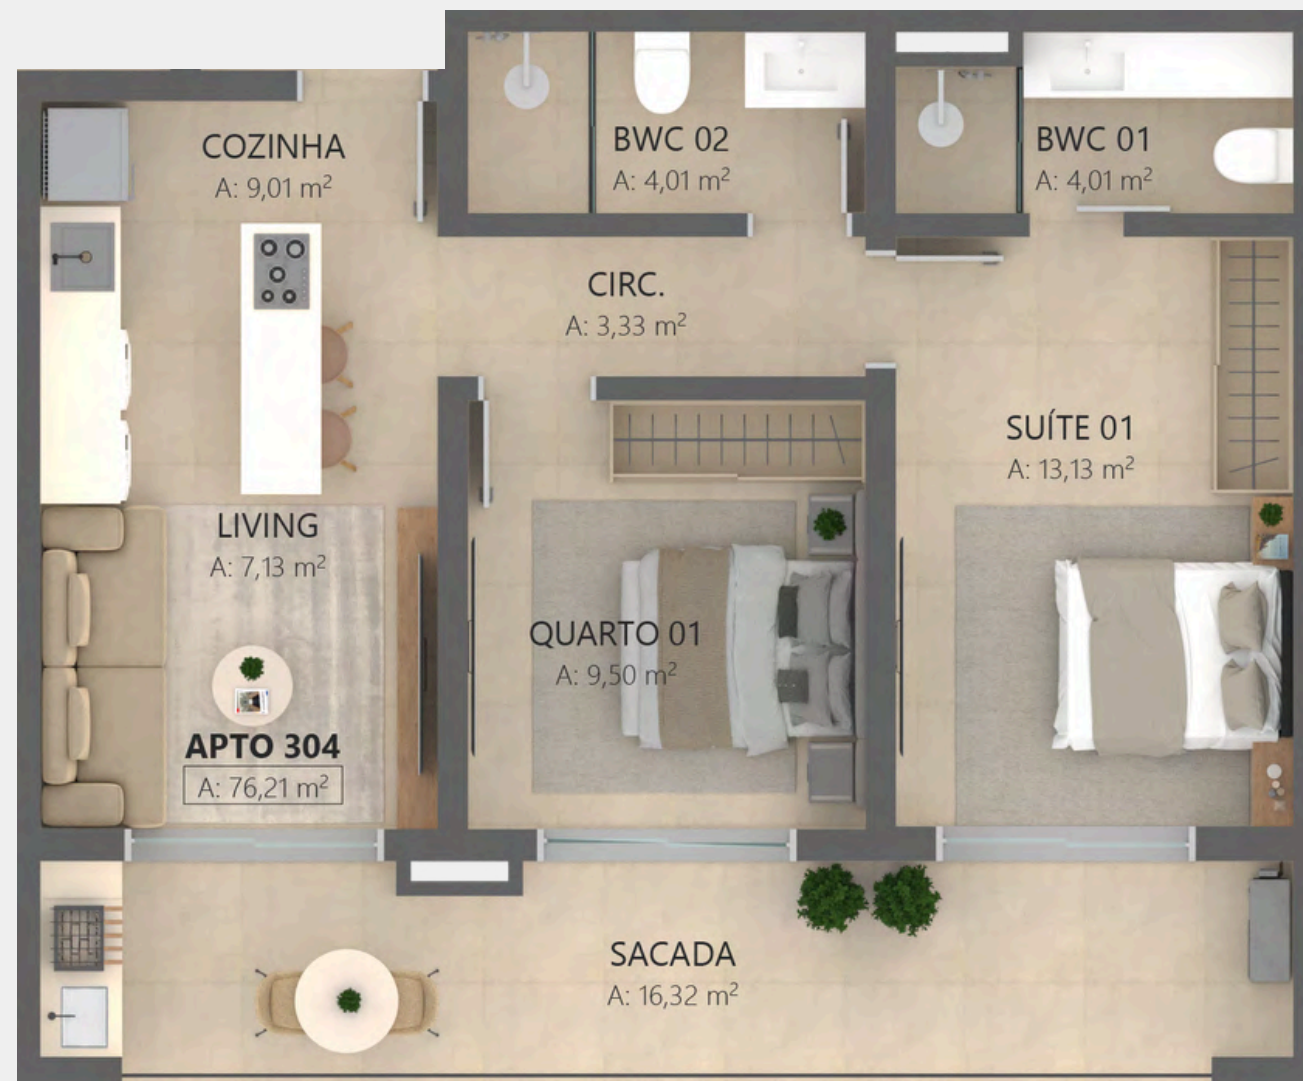 COZINHA
A: 9,01 m²
BWC 02
A: 4,01 m²
BWC 01
A: 4,01 m²
CIRC.
A: 3,33 m²
SUÍTE 01
A: 13,13 m²
LIVING
A: 7,13 m²
QUARTO 01
A: 9,50 m²
APTO 304
A: 76,21 m²
SACADA
A: 16,32 m²